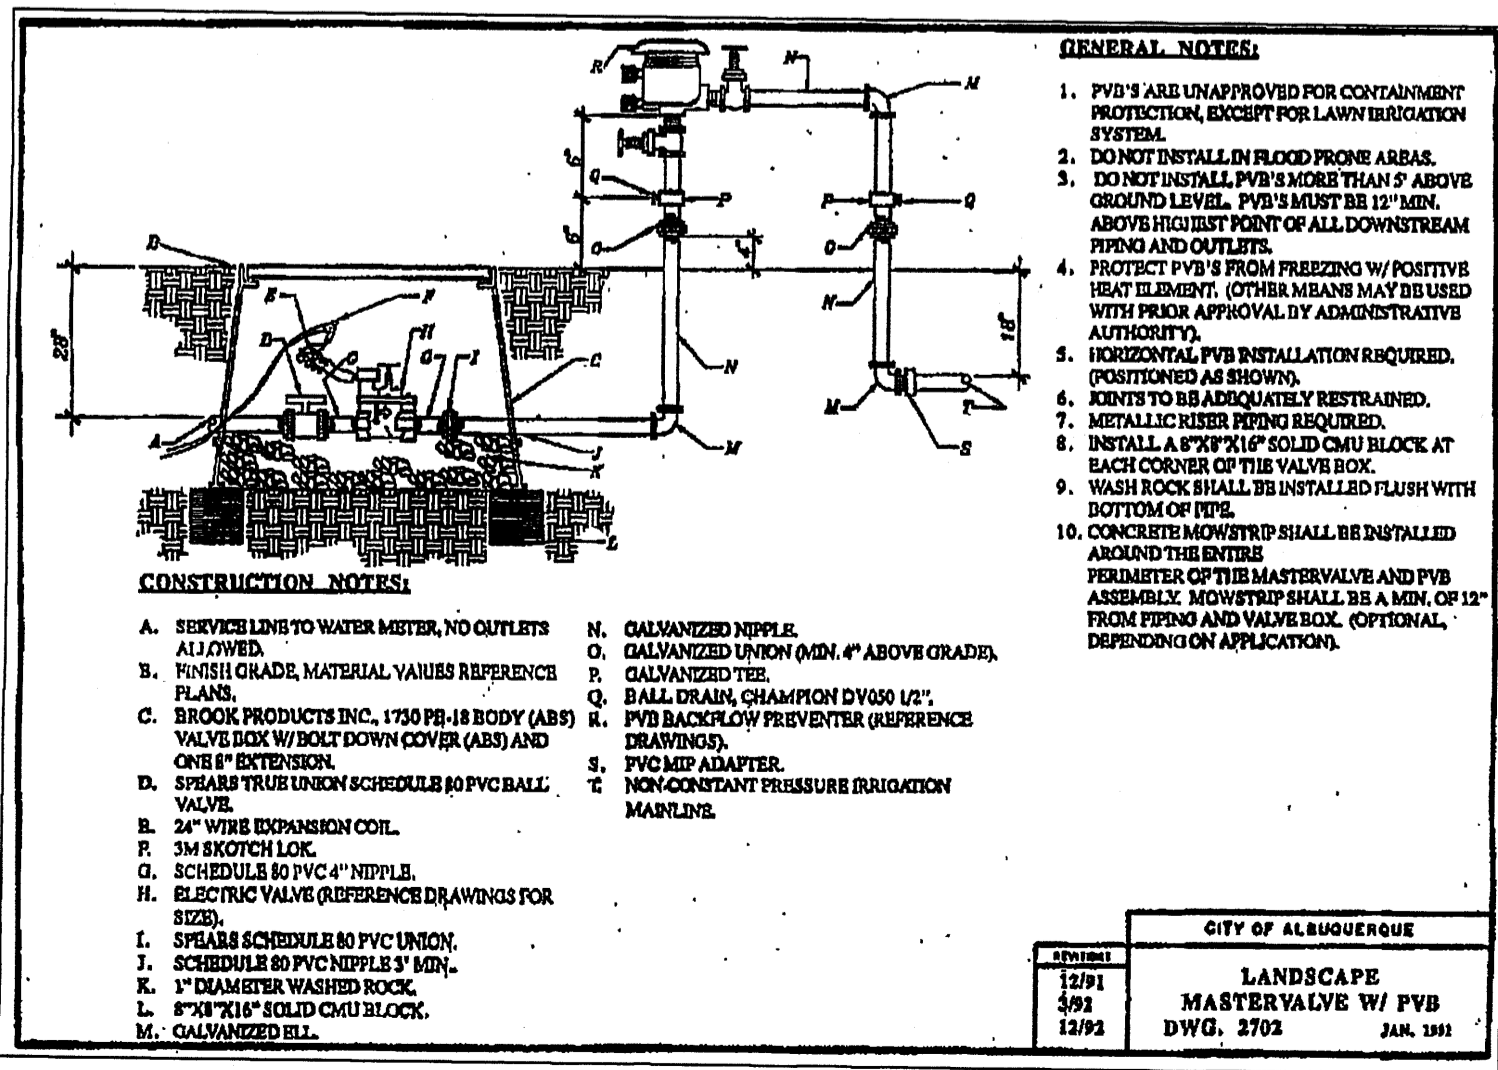 GENERAL NOTES:
1. PVB'S ARE UNAPPROVED FOR CONTAINMENT
PROTECTION, EXCEPT FOR LAWN IRRIGATION
SYSTEM.
2. DO NOT INSTALL IN FLOOD PRONE AREAS.
3. DO NOT INSTALL PVB'S MORE THAN 5' ABOVE
GROUND LEVEL. PVB'S MUST BE 12" MIN.
ABOVE HIGHEST POINT OF ALL DOWNSTREAM
PIPING AND OUTLETS.
4. PROTECT PVB'S FROM FREEZING W/ POSITIVE
HEAT ELEMENT. (OTHER MEANS MAY BE USED
WITH PRIOR APPROVAL BY ADMINISTRATIVE
AUTHORITY).
5. HORIZONTAL PVB INSTALLATION REQUIRED.
(POSITIONED AS SHOWN).
6. JOINTS TO BE ADEQUATELY RESTRAINED.
7. METALLIC RISER PIPING REQUIRED.
8. INSTALL A 8"X8"X16" SOLID CMU BLOCK AT
EACH CORNER OF THE VALVE BOX.
9. WASH ROCK SHALL BE INSTALLED FLUSH WITH
BOTTOM OF PIPE.
10. CONCRETE MOWSTRIP SHALL BE INSTALLED
AROUND THE ENTIRE
PERIMETER OF THE MASTERVALVE AND PVB
ASSEMBLY. MOWSTRIP SHALL BE A MIN. OF 12"
FROM PIPING AND VALVE BOX. (OPTIONAL,
DEPENDING ON APPLICATION).
R
N
M
Q
P
P
Q
O
4"
O
6"
B
28"
E
F
D
G
H
G
I
C
N
N
18"
A
J
K
M
M
S
T
L
CONSTRUCTION NOTES:
A. SERVICE LINE TO WATER METER, NO OUTLETS
ALLOWED.
B. FINISH GRADE, MATERIAL VARIES REFERENCE
PLANS.
C. BROOK PRODUCTS INC., 1730 PB-18 BODY (ABS)
VALVE BOX W/ BOLT DOWN COVER (ABS) AND
ONE 8" EXTENSION.
D. SPEARS TRUE UNION SCHEDULE 80 PVC BALL
VALVE.
E. 24" WIRE EXPANSION COIL.
F. 3M SKOTCH LOK.
G. SCHEDULE 80 PVC 4" NIPPLE.
H. ELECTRIC VALVE (REFERENCE DRAWINGS FOR
SIZE).
I. SPEARS SCHEDULE 80 PVC UNION.
J. SCHEDULE 80 PVC NIPPLE 3' MIN..
K. 1" DIAMETER WASHED ROCK.
L. 8"X8"X16" SOLID CMU BLOCK.
M. GALVANIZED ELL.
N. GALVANIZED NIPPLE.
O. GALVANIZED UNION (MIN. 4" ABOVE GRADE).
P. GALVANIZED TEE.
Q. BALL DRAIN, CHAMPION DV050 1/2".
R. PVB BACKFLOW PREVENTER (REFERENCE
DRAWINGS).
S. PVC MIP ADAPTER.
T. NON-CONSTANT PRESSURE IRRIGATION
MAINLINE.
CITY OF ALBUQUERQUE
REVISIONS
12/91
3/92
12/92
LANDSCAPE
MASTERVALVE W/ PVB
DWG. 2702
JAN.